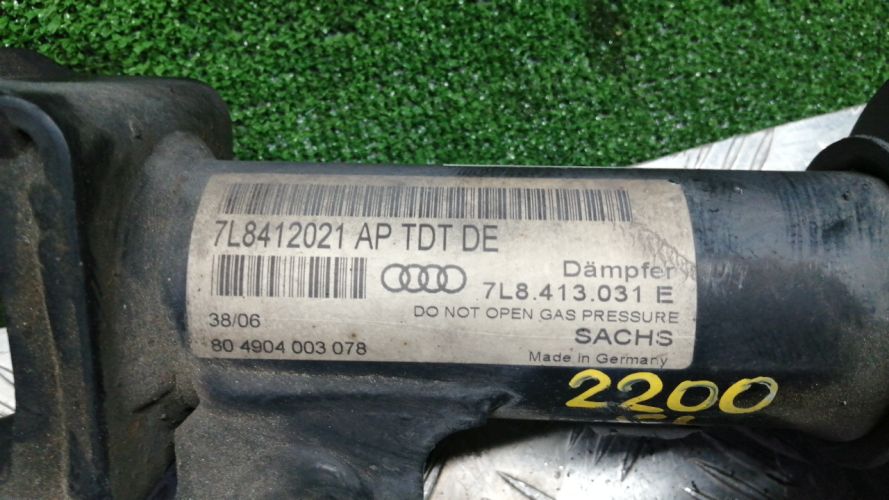 7L8412021 AP TDT DE
Dämpfer
7L8.413.031 E
DO NOT OPEN GAS PRESSURE
38/06
SACHS
80 4904 003 078
Made in Germany
2200